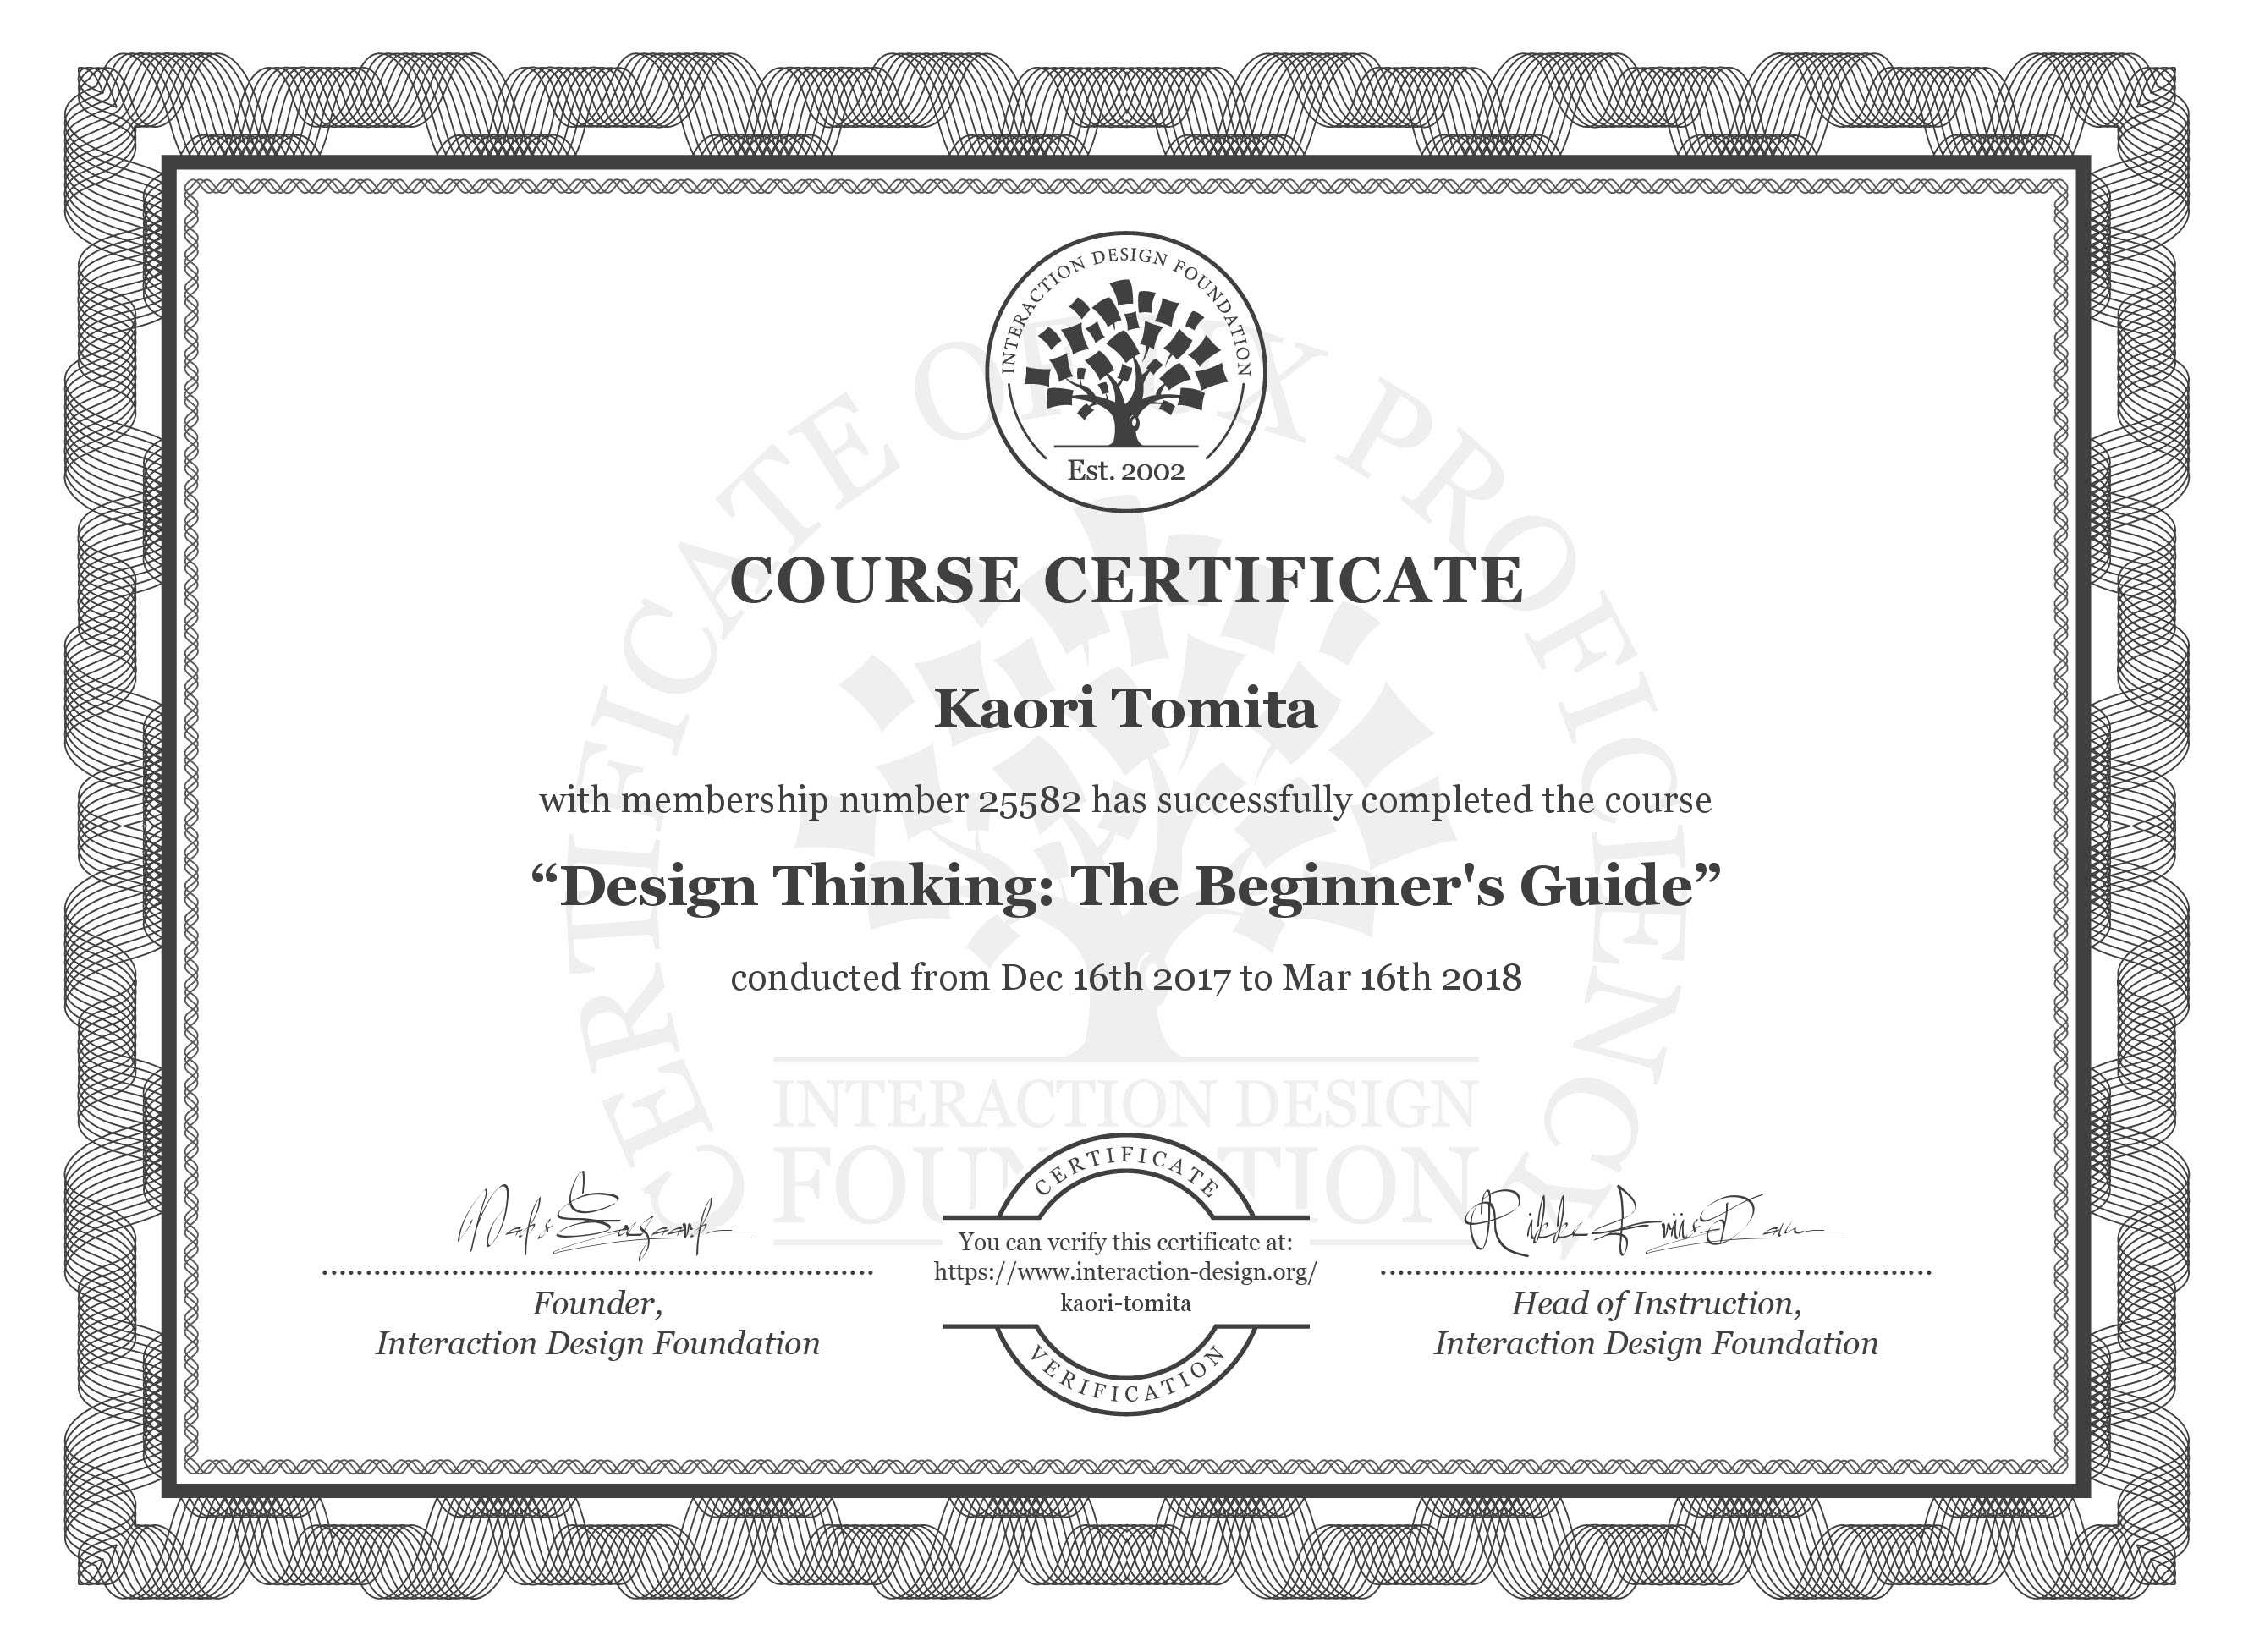 INTERACTION DESIGN FOUNDATION
Est. 2002
CERTIFICATE OF UX PROFICIENCY
COURSE CERTIFICATE
Kaori Tomita
with membership number 25582 has successfully completed the course
“Design Thinking: The Beginner's Guide”
conducted from Dec 16th 2017 to Mar 16th 2018
INTERACTION DESIGN
FOUNDATION
Founder,
Interaction Design Foundation
CERTIFICATE
You can verify this certificate at:
https://www.interaction-design.org/
kaori-tomita
VERIFICATION
Rikke Friis Dam
Head of Instruction,
Interaction Design Foundation